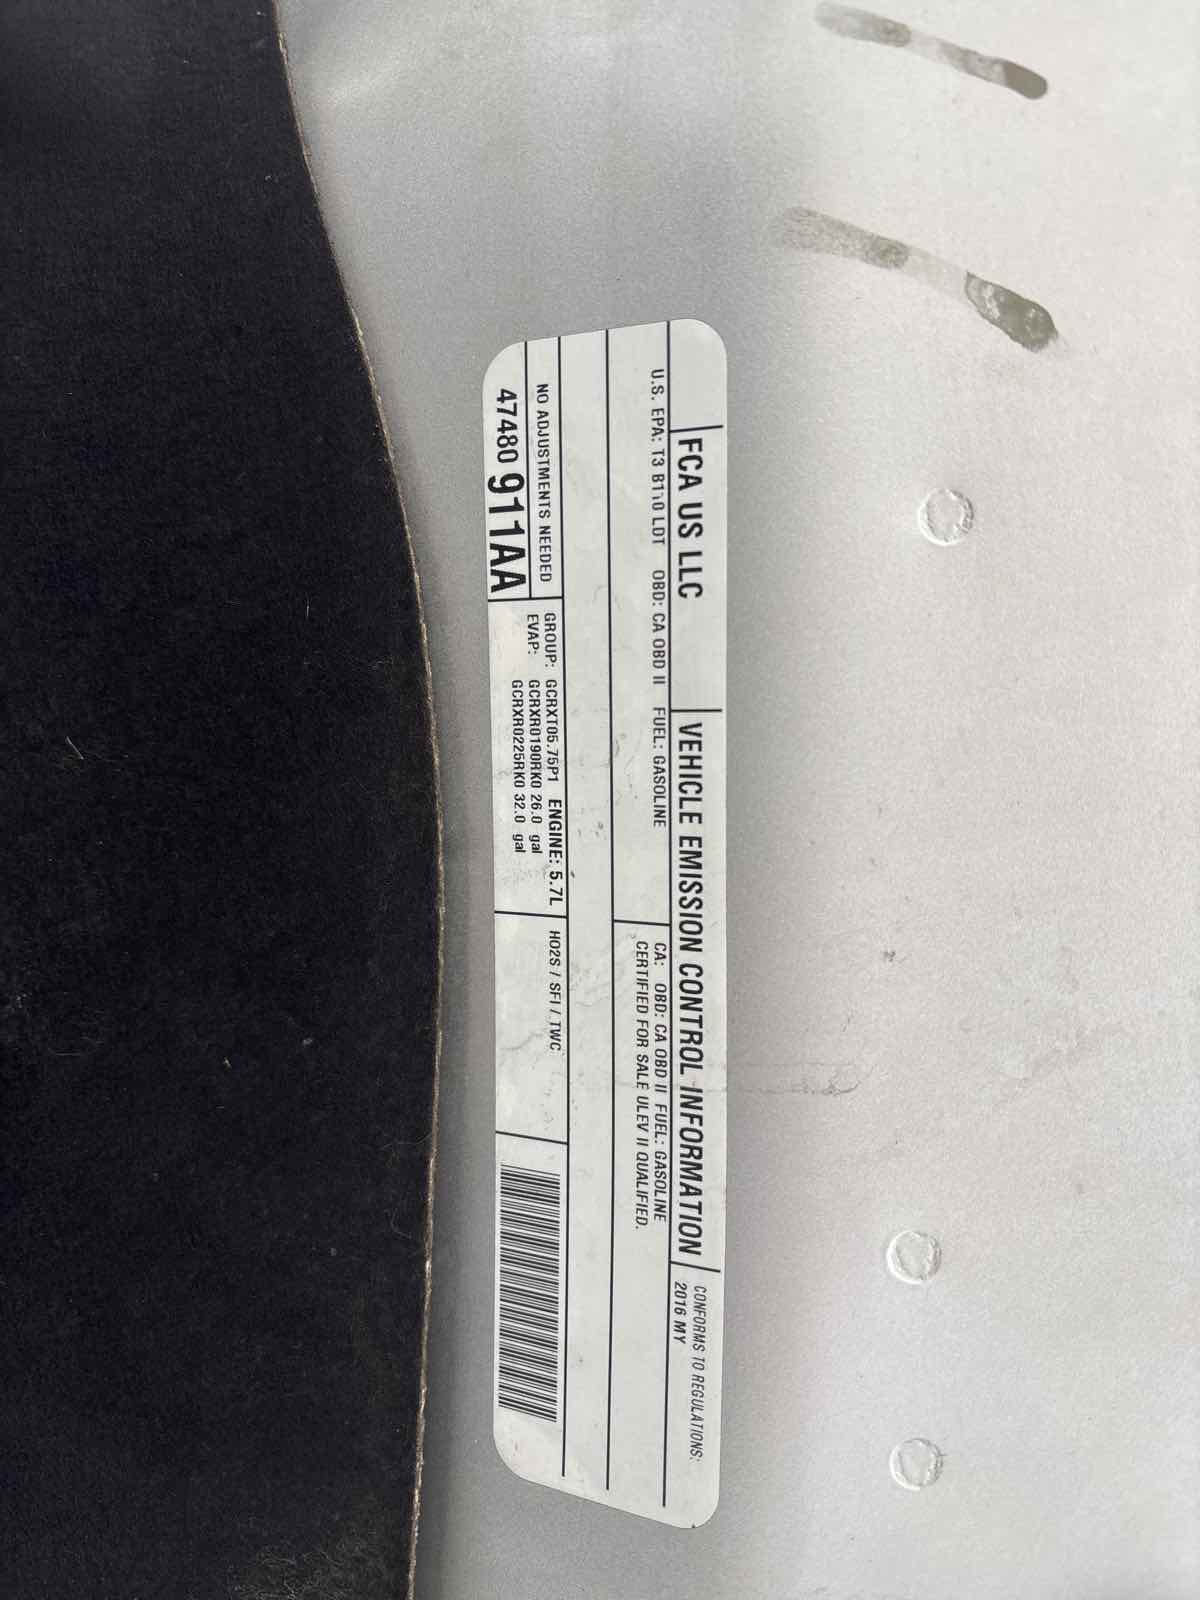 FCA US LLC
VEHICLE EMISSION CONTROL INFORMATION
CONFORMS TO REGULATIONS:
2016 MY
U.S. EPA: T3 B110 LDT OBD: CA OBD II FUEL: GASOLINE
CA: OBD: CA OBD II FUEL: GASOLINE
CERTIFIED FOR SALE ULEV II QUALIFIED.
NO ADJUSTMENTS NEEDED
47480 911AA
GROUP: GCRXT05.75P1 ENGINE: 5.7L
EVAP: GCRXR0190RK0 26.0 gal
GCRXR0225RK0 32.0 gal
HO2S / SFI / TWC